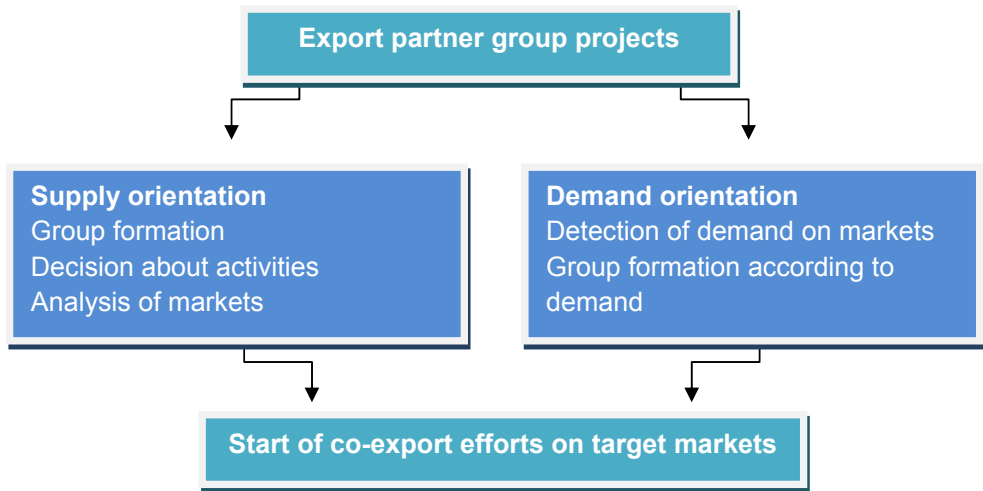 Export partner group projects
Supply orientation
Group formation
Decision about activities
Analysis of markets
Demand orientation
Detection of demand on markets
Group formation according to
demand
Start of co-export efforts on target markets